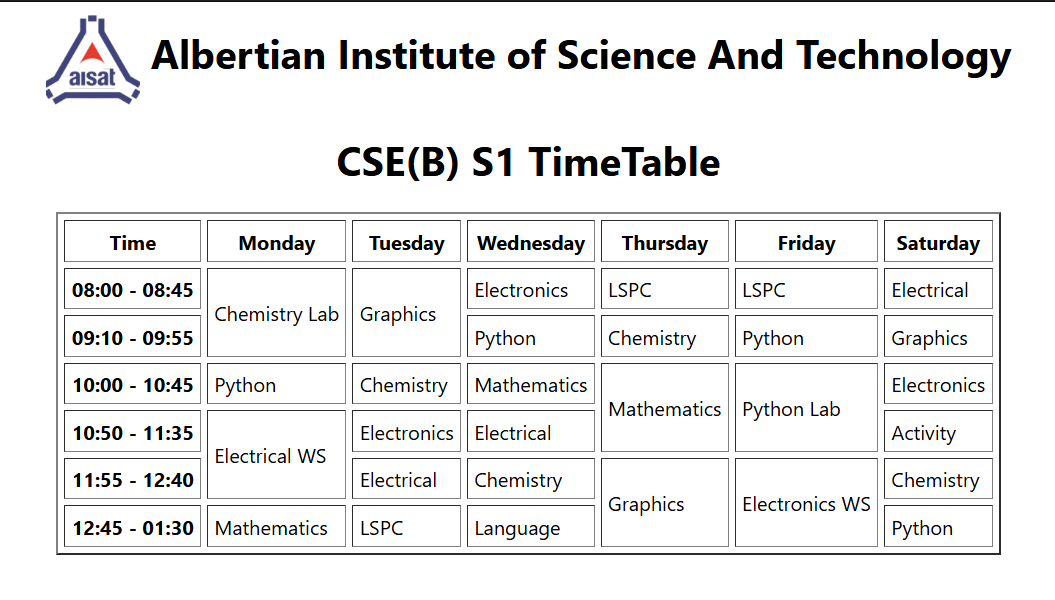 aısat
Albertian Institute of Science And Technology
CSE(B) S1 TimeTable
Time Monday Tuesday Wednesday Thursday Friday Saturday
08:00 - 08:45 Chemistry Lab Graphics Electronics LSPC LSPC Electrical
09:10 - 09:55 Python Chemistry Python Graphics
10:00 - 10:45 Python Chemistry Mathematics Mathematics Python Lab Electronics
10:50 - 11:35 Electrical WS Electronics Electrical Activity
11:55 - 12:40 Electrical Chemistry Graphics Electronics WS Chemistry
12:45 - 01:30 Mathematics LSPC Language Python